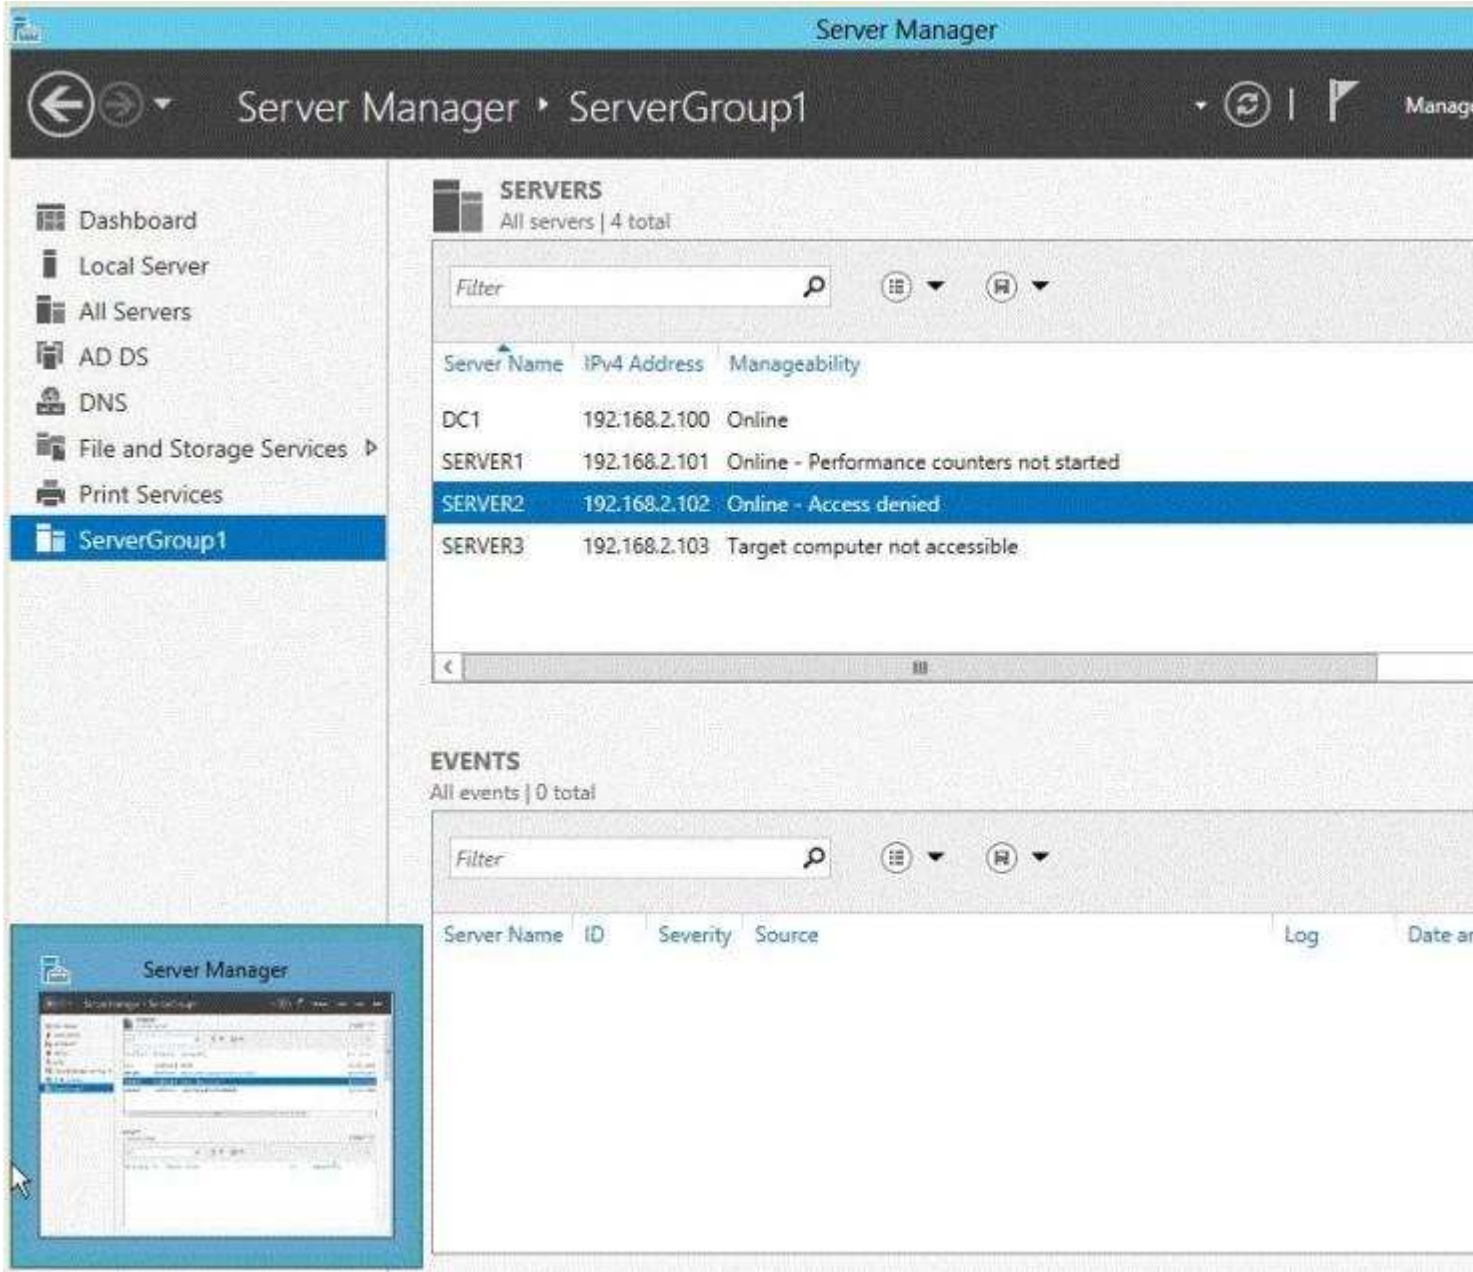 Server Manager
Server Manager ‣ ServerGroup1
Manage
Dashboard
Local Server
All Servers
AD DS
DNS
File and Storage Services
Print Services
ServerGroup1
SERVERS
All servers | 4 total
Filter
Server Name IPv4 Address Manageability
DC1 192.168.2.100 Online
SERVER1 192.168.2.101 Online - Performance counters not started
SERVER2 192.168.2.102 Online - Access denied
SERVER3 192.168.2.103 Target computer not accessible
EVENTS
All events | 0 total
Filter
Server Name ID Severity Source Log Date an
Server Manager